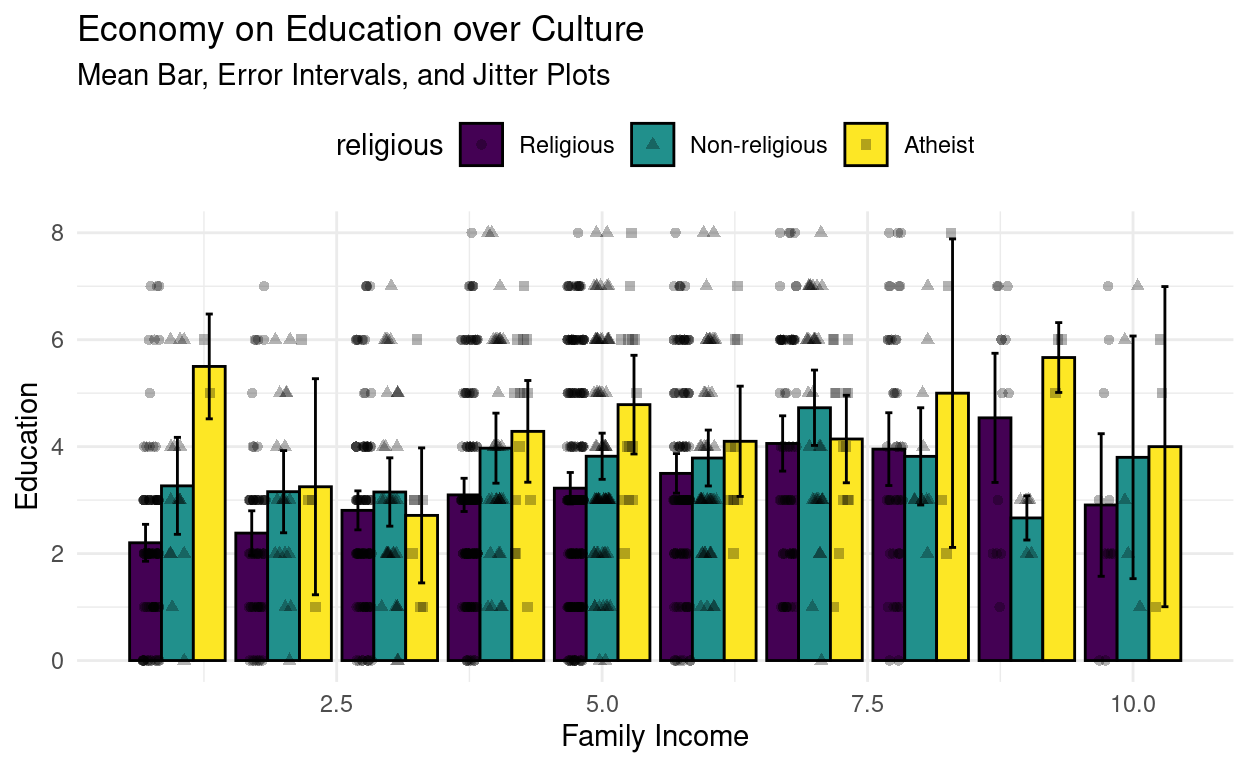 Economy on Education over Culture
Mean Bar, Error Intervals, and Jitter Plots
religious Religious Non-religious Atheist
8
6
4
2
0
Education
2.5 5.0 7.5 10.0
Family Income